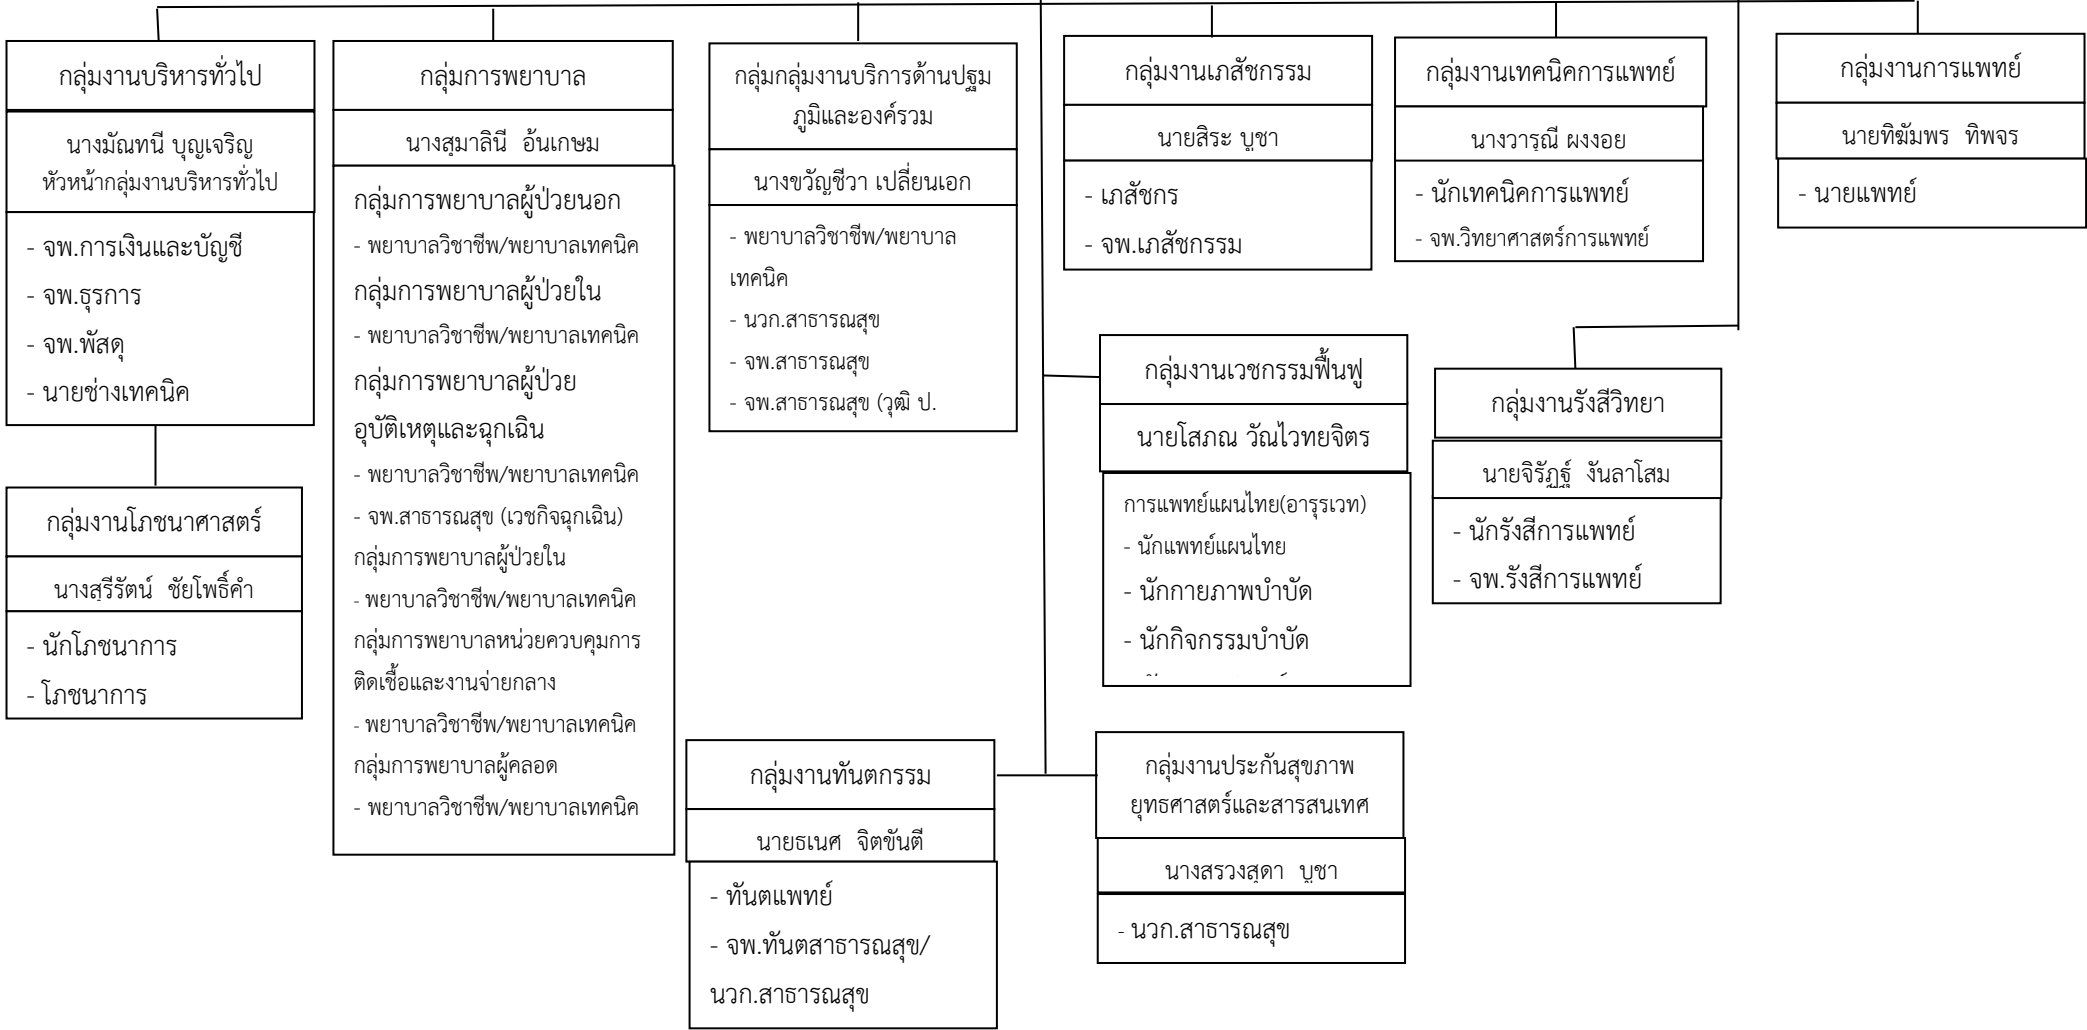 กลุ่มงานบริหารทั่วไป
นางมัณทนี บุญเจริญ
หัวหน้ากลุ่มงานบริหารทั่วไป
- จพ.การเงินและบัญชี
- จพ.ธุรการ
- จพ.พัสดุ
- นายช่างเทคนิค
กลุ่มงานโภชนาศาสตร์
นางสุรีรัตน์ ชัยโพธิ์คำ
- นักโภชนาการ
- โภชนาการ
กลุ่มการพยาบาล
นางสุมาลินี อ้นเกษม
กลุ่มการพยาบาลผู้ป่วยนอก
- พยาบาลวิชาชีพ/พยาบาลเทคนิค
กลุ่มการพยาบาลผู้ป่วยใน
- พยาบาลวิชาชีพ/พยาบาลเทคนิค
กลุ่มการพยาบาลผู้ป่วย
อุบัติเหตุและฉุกเฉิน
- พยาบาลวิชาชีพ/พยาบาลเทคนิค
- จพ.สาธารณสุข (เวชกิจฉุกเฉิน)
กลุ่มการพยาบาลผู้ป่วยใน
- พยาบาลวิชาชีพ/พยาบาลเทคนิค
กลุ่มการพยาบาลหน่วยควบคุมการ
ติดเชื้อและงานจ่ายกลาง
- พยาบาลวิชาชีพ/พยาบาลเทคนิค
กลุ่มการพยาบาลผู้คลอด
- พยาบาลวิชาชีพ/พยาบาลเทคนิค
กลุ่มกลุ่มงานบริการด้านปฐม
ภูมิและองค์รวม
นางขวัญชีวา เปลี่ยนเอก
- พยาบาลวิชาชีพ/พยาบาล
เทคนิค
- นวก.สาธารณสุข
- จพ.สาธารณสุข
- จพ.สาธารณสุข (วุฒิ ป.
กลุ่มงานเภสัชกรรม
นายสิระ บูชา
- เภสัชกร
- จพ.เภสัชกรรม
กลุ่มงานเทคนิคการแพทย์
นางวารุณี ผงงอย
- นักเทคนิคการแพทย์
- จพ.วิทยาศาสตร์การแพทย์
กลุ่มงานการแพทย์
นายทิฆัมพร ทิพจร
- นายแพทย์
กลุ่มงานเวชกรรมฟื้นฟู
นายโสภณ วัณไวทยจิตร
การแพทย์แผนไทย(อารุรเวท)
- นักแพทย์แผนไทย
- นักกายภาพบำบัด
- นักกิจกรรมบำบัด
กลุ่มงานรังสีวิทยา
นายจิรัฏฐ์ งันลาโสม
- นักรังสีการแพทย์
- จพ.รังสีการแพทย์
กลุ่มงานทันตกรรม
นายธเนศ จิตขันตี
- ทันตแพทย์
- จพ.ทันตสาธารณสุข/
นวก.สาธารณสุข
กลุ่มงานประกันสุขภาพ
ยุทธศาสตร์และสารสนเทศ
นางสรวงสุดา บูชา
- นวก.สาธารณสุข